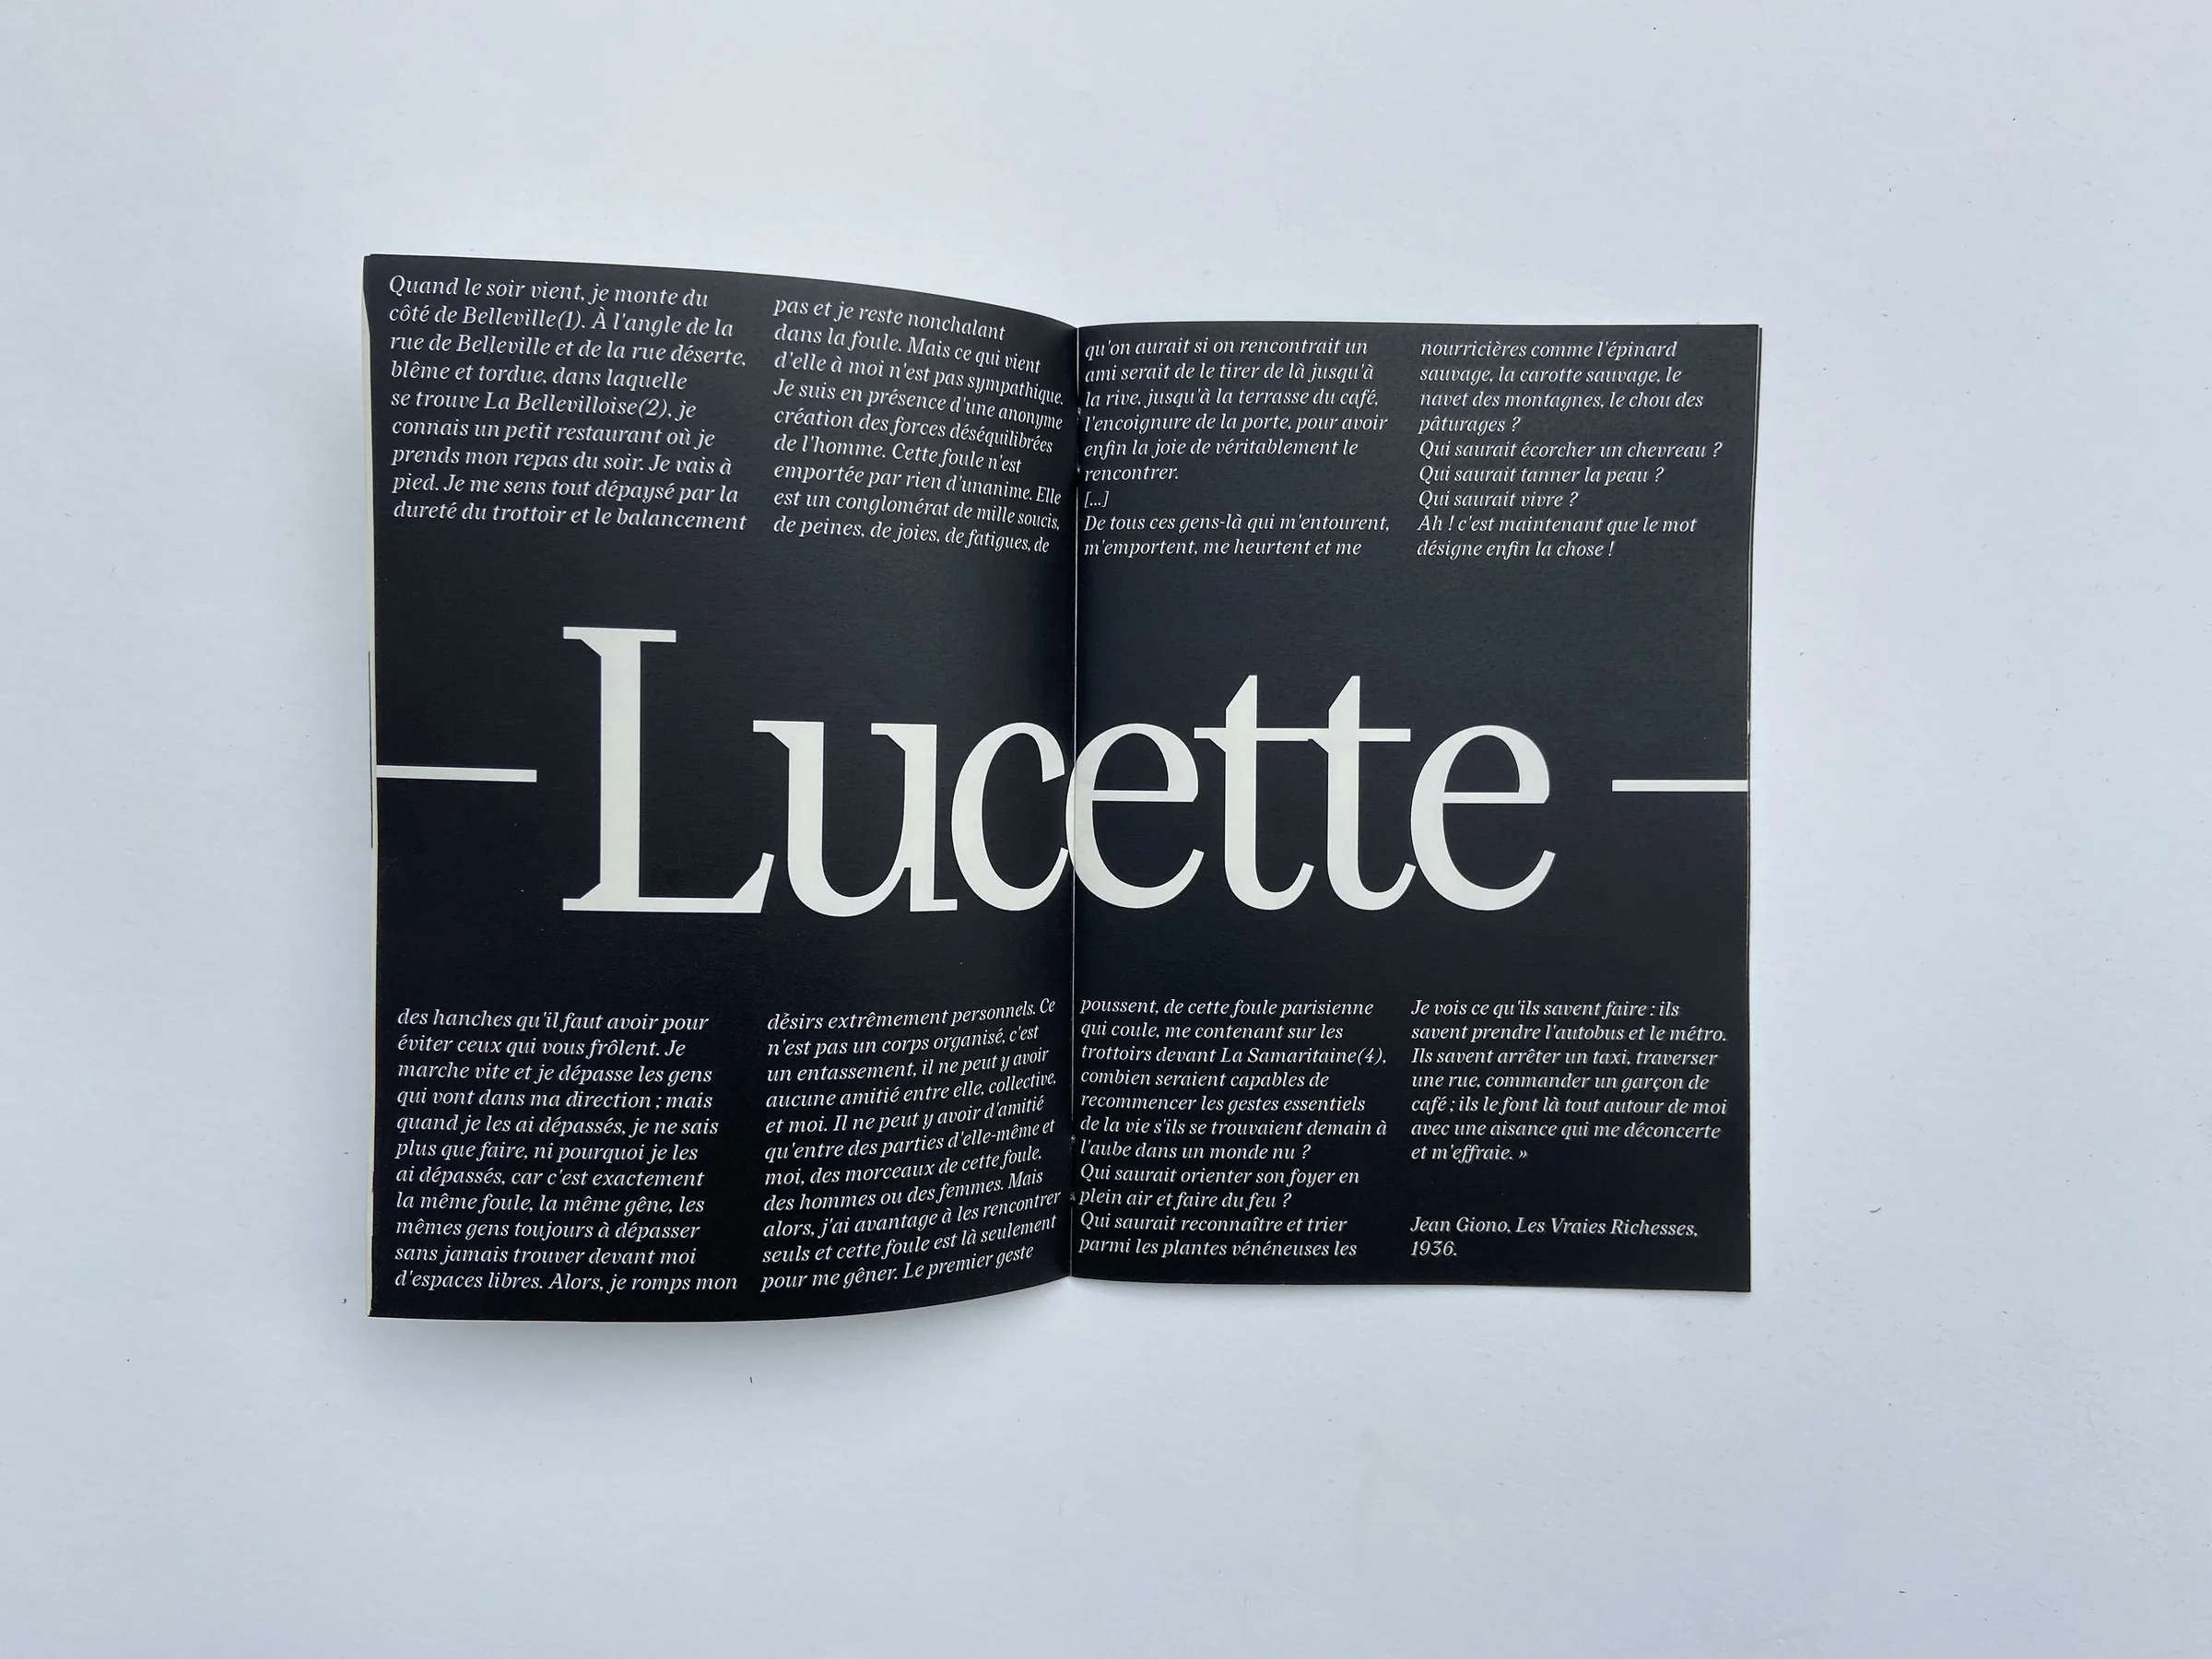 Quand le soir vient, je monte du
côté de Belleville(1). À l'angle de la
rue de Belleville et de la rue déserte,
blême et tordue, dans laquelle
se trouve La Bellevilloise(2), je
connais un petit restaurant où je
prends mon repas du soir. Je vais à
pied. Je me sens tout dépaysé par la
dureté du trottoir et le balancement
des hanches qu'il faut avoir pour
éviter ceux qui vous frôlent. Je
marche vite et je dépasse les gens
qui vont dans ma direction ; mais
quand je les ai dépassés, je ne sais
plus que faire, ni pourquoi je les
ai dépassés, car c'est exactement
la même foule, la même gêne, les
mêmes gens toujours à dépasser
sans jamais trouver devant moi
d'espaces libres. Alors, je romps mon
pas et je reste nonchalant
dans la foule. Mais ce qui vient
d'elle à moi n'est pas sympathique.
Je suis en présence d'une anonyme
création des forces déséquilibrées
de l'homme. Cette foule n'est
emportée par rien d'unanime. Elle
est un conglomérat de mille soucis,
de peines, de joies, de fatigues, de
désirs extrêmement personnels. Ce
n'est pas un corps organisé, c'est
un entassement, il ne peut y avoir
aucune amitié entre elle, collective,
et moi. Il ne peut y avoir d'amitié
qu'entre des parties d'elle-même et
moi, des morceaux de cette foule,
des hommes ou des femmes. Mais
alors, j'ai avantage à les rencontrer
seuls et cette foule est là seulement
pour me gêner. Le premier geste
qu'on aurait si on rencontrait un
ami serait de le tirer de là jusqu'à
la rive, jusqu'à la terrasse du café,
l'encoignure de la porte, pour avoir
enfin la joie de véritablement le
rencontrer.
[...]
De tous ces gens-là qui m'entourent,
m'emportent, me heurtent et me
poussent, de cette foule parisienne
qui coule, me contenant sur les
trottoirs devant La Samaritaine(4),
combien seraient capables de
recommencer les gestes essentiels
de la vie s'ils se trouvaient demain à
l'aube dans un monde nu ?
Qui saurait orienter son foyer en
plein air et faire du feu ?
Qui saurait reconnaître et trier
parmi les plantes vénéneuses les
nourricières comme l'épinard
sauvage, la carotte sauvage, le
navet des montagnes, le chou des
pâturages ?
Qui saurait écorcher un chevreau ?
Qui saurait tanner la peau ?
Qui saurait vivre ?
Ah ! c'est maintenant que le mot
désigne enfin la chose !
Je vois ce qu'ils savent faire : ils
savent prendre l'autobus et le métro.
Ils savent arrêter un taxi, traverser
une rue, commander un garçon de
café ; ils le font là tout autour de moi
avec une aisance qui me déconcerte
et m'effraie. »
Jean Giono, Les Vraies Richesses,
1936.
— Lucette —